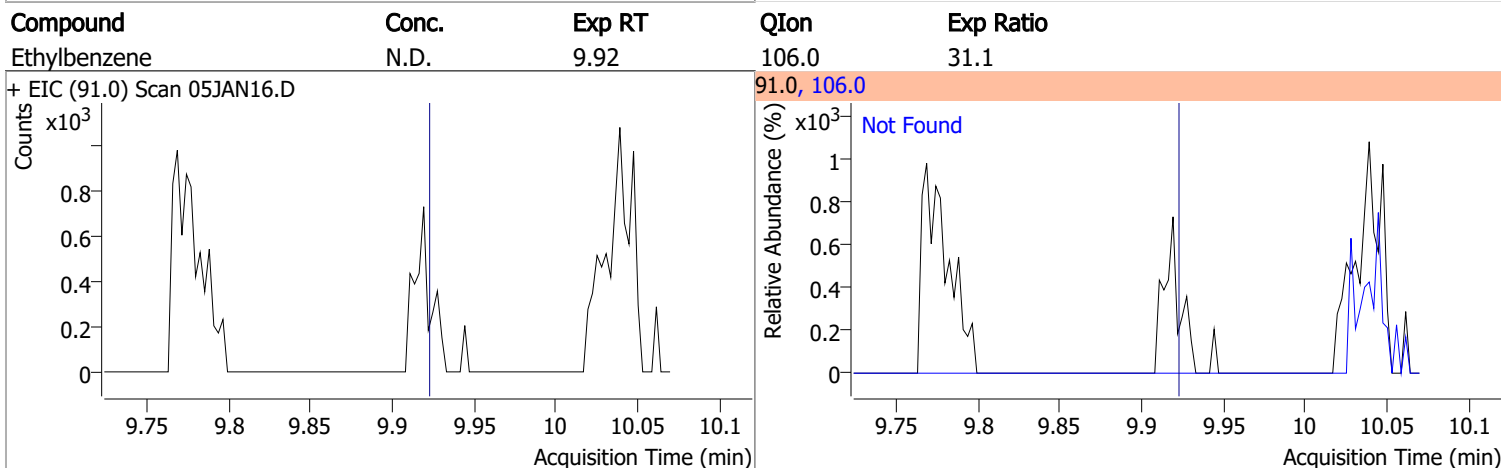 Compound Conc. Exp RT QIon Exp Ratio
Ethylbenzene N.D. 9.92 106.0 31.1
+ EIC (91.0) Scan 05JAN16.D
Counts
x10³
0.8
0.6
0.4
0.2
0
9.75 9.8 9.85 9.9 9.95 10 10.05 10.1
Acquisition Time (min)
91.0, 106.0
Relative Abundance (%)
x10³
Not Found
1
0.8
0.6
0.4
0.2
0
9.75 9.8 9.85 9.9 9.95 10 10.05 10.1
Acquisition Time (min)